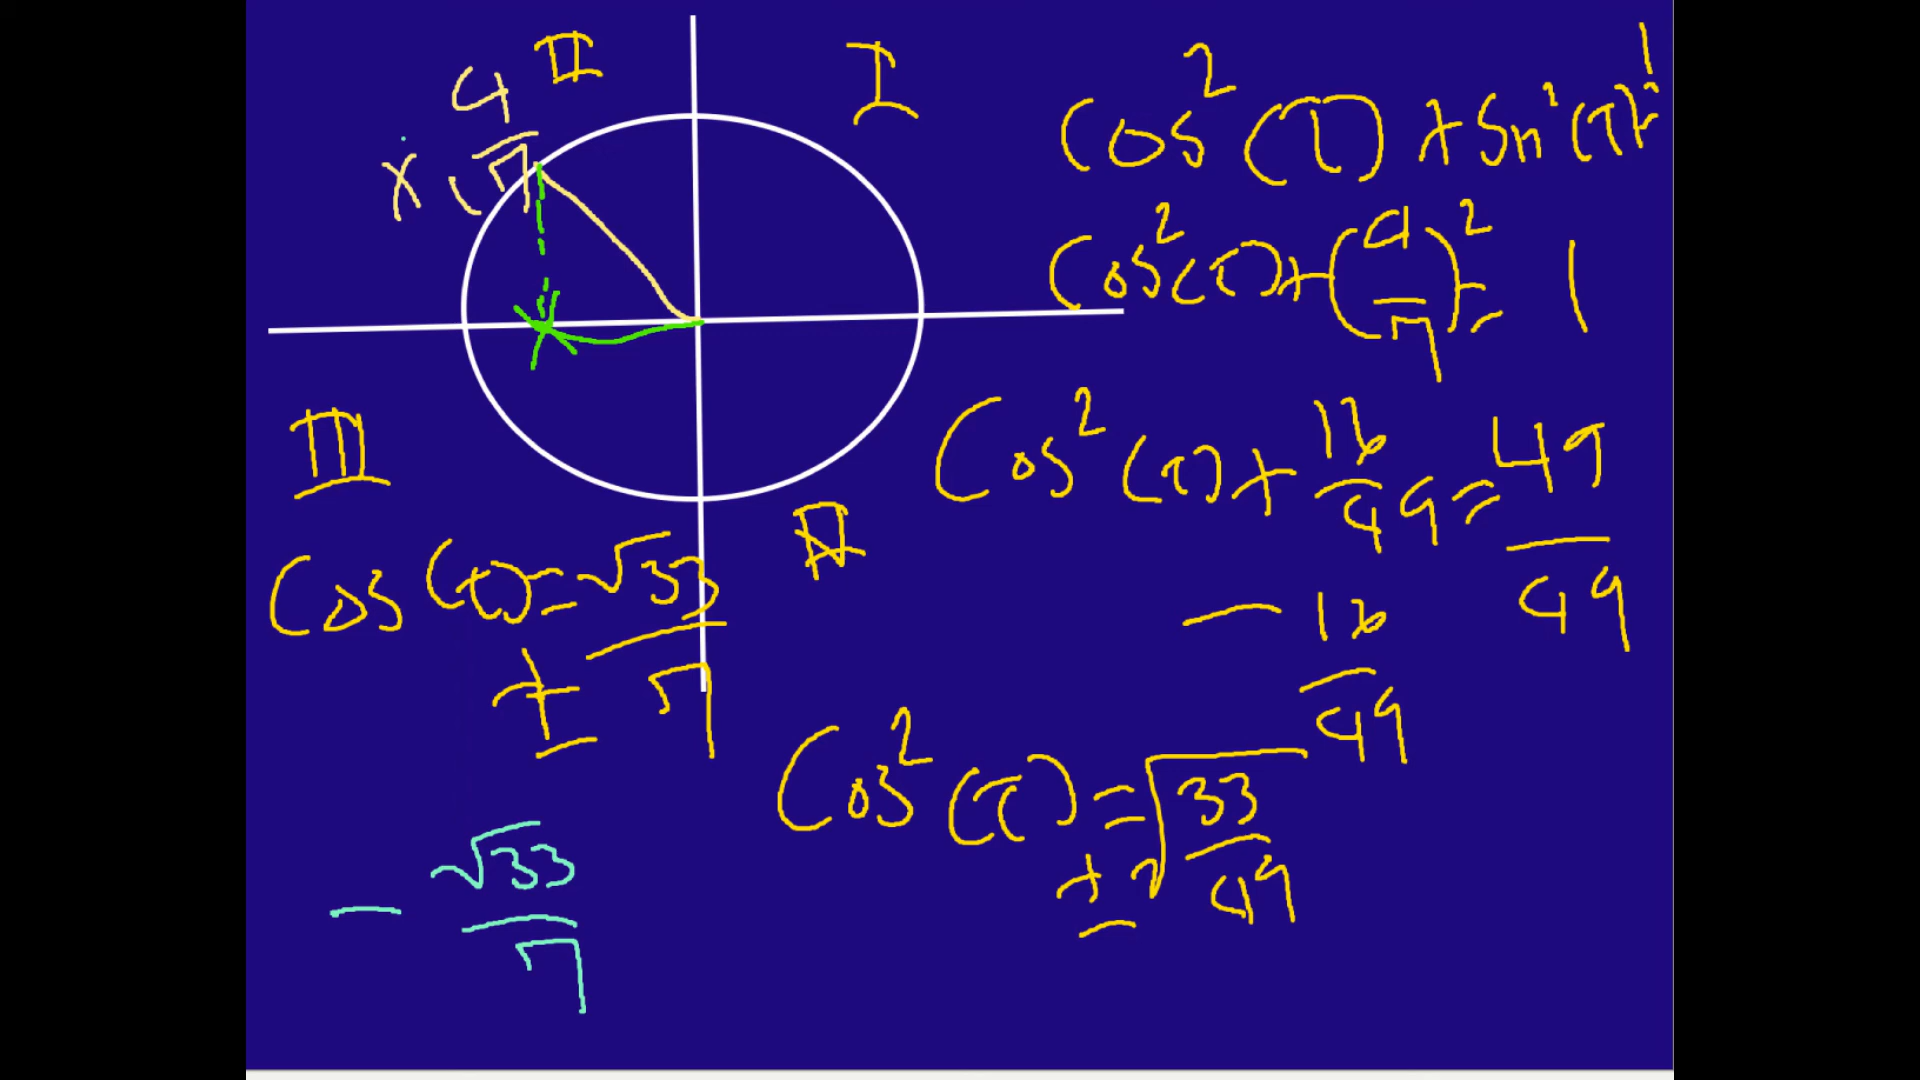 II
I
x, 4/7
cos²(t) + sin²(t) = 1
cos²(t) + (4/7)² = 1
III
cos²(t) + 16/49 = 49/49
IV
cos(t) = ± √33/7
- 16/49
cos²(t) = ± √33/49
- √33/7